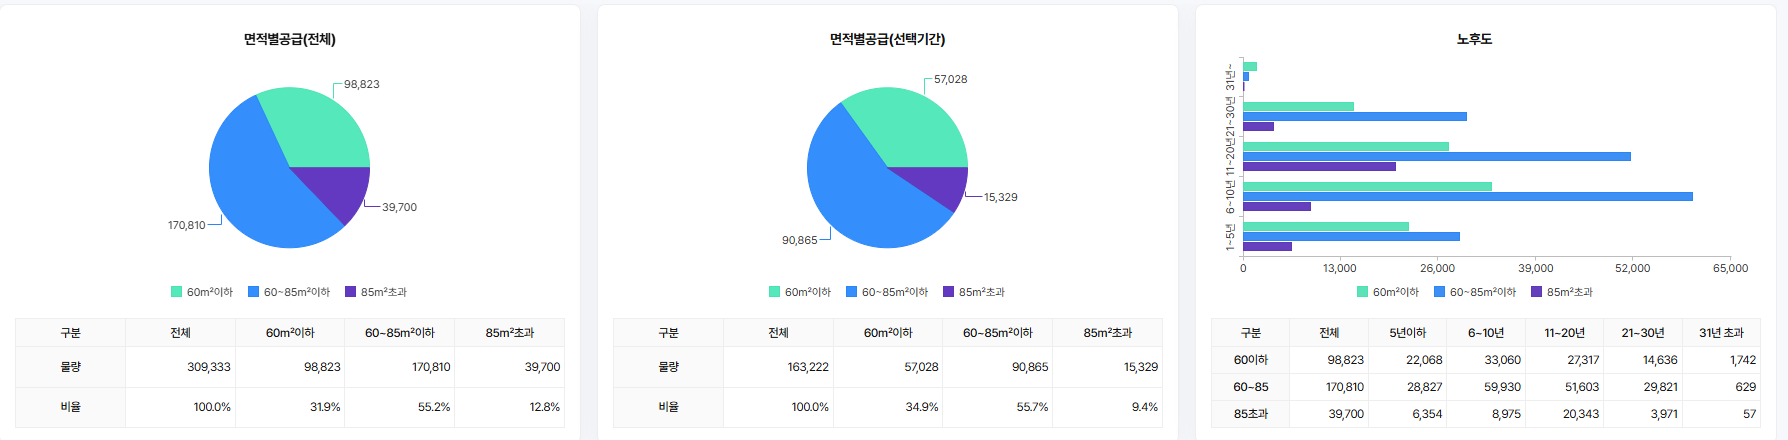 면적별공급(전체)
98,823
39,700
170,810
60m²이하 60~85m²이하 85m²초과
구분 전체 60m²이하 60~85m²이하 85m²초과
물량 309,333 98,823 170,810 39,700
비율 100.0% 31.9% 55.2% 12.8%
면적별공급(선택기간)
57,028
15,329
90,865
60m²이하 60~85m²이하 85m²초과
구분 전체 60m²이하 60~85m²이하 85m²초과
물량 163,222 57,028 90,865 15,329
비율 100.0% 34.9% 55.7% 9.4%
노후도
31년~
21~30년
11~20년
6~10년
1~5년
0 13,000 26,000 39,000 52,000 65,000
60m²이하 60~85m²이하 85m²초과
구분 전체 5년이하 6~10년 11~20년 21~30년 31년 초과
60이하 98,823 22,068 33,060 27,317 14,636 1,742
60~85 170,810 28,827 59,930 51,603 29,821 629
85초과 39,700 6,354 8,975 20,343 3,971 57